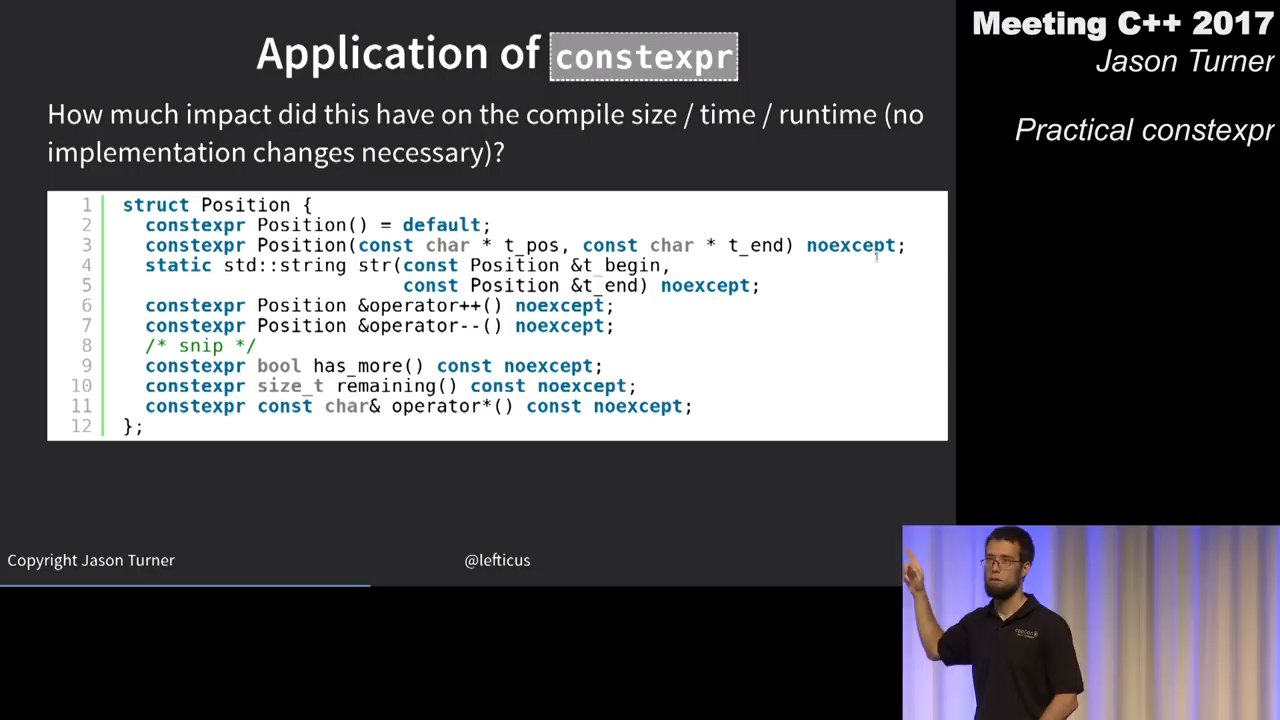 Application of constexpr
How much impact did this have on the compile size / time / runtime (no
implementation changes necessary)?
1 struct Position {
2 constexpr Position() = default;
3 constexpr Position(const char * t_pos, const char * t_end) noexcept;
4 static std::string str(const Position &t_begin,
5 const Position &t_end) noexcept;
6 constexpr Position &operator++() noexcept;
7 constexpr Position &operator--() noexcept;
8 /* snip */
9 constexpr bool has_more() const noexcept;
10 constexpr size_t remaining() const noexcept;
11 constexpr const char& operator*() const noexcept;
12 };
Copyright Jason Turner
@lefticus
Meeting C++ 2017
Jason Turner
Practical constexpr